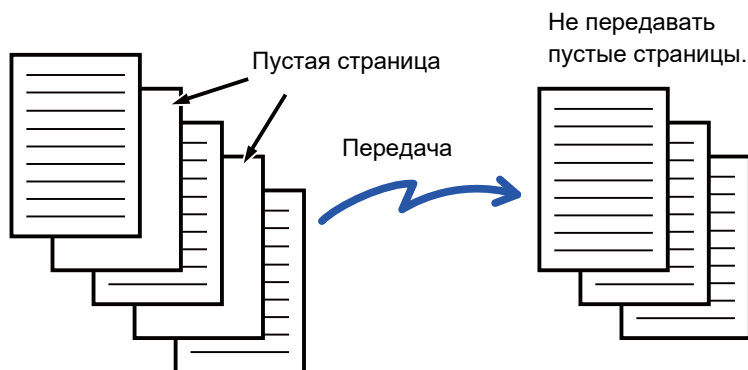 Не передавать
пустые страницы.
Пустая страница
Передача